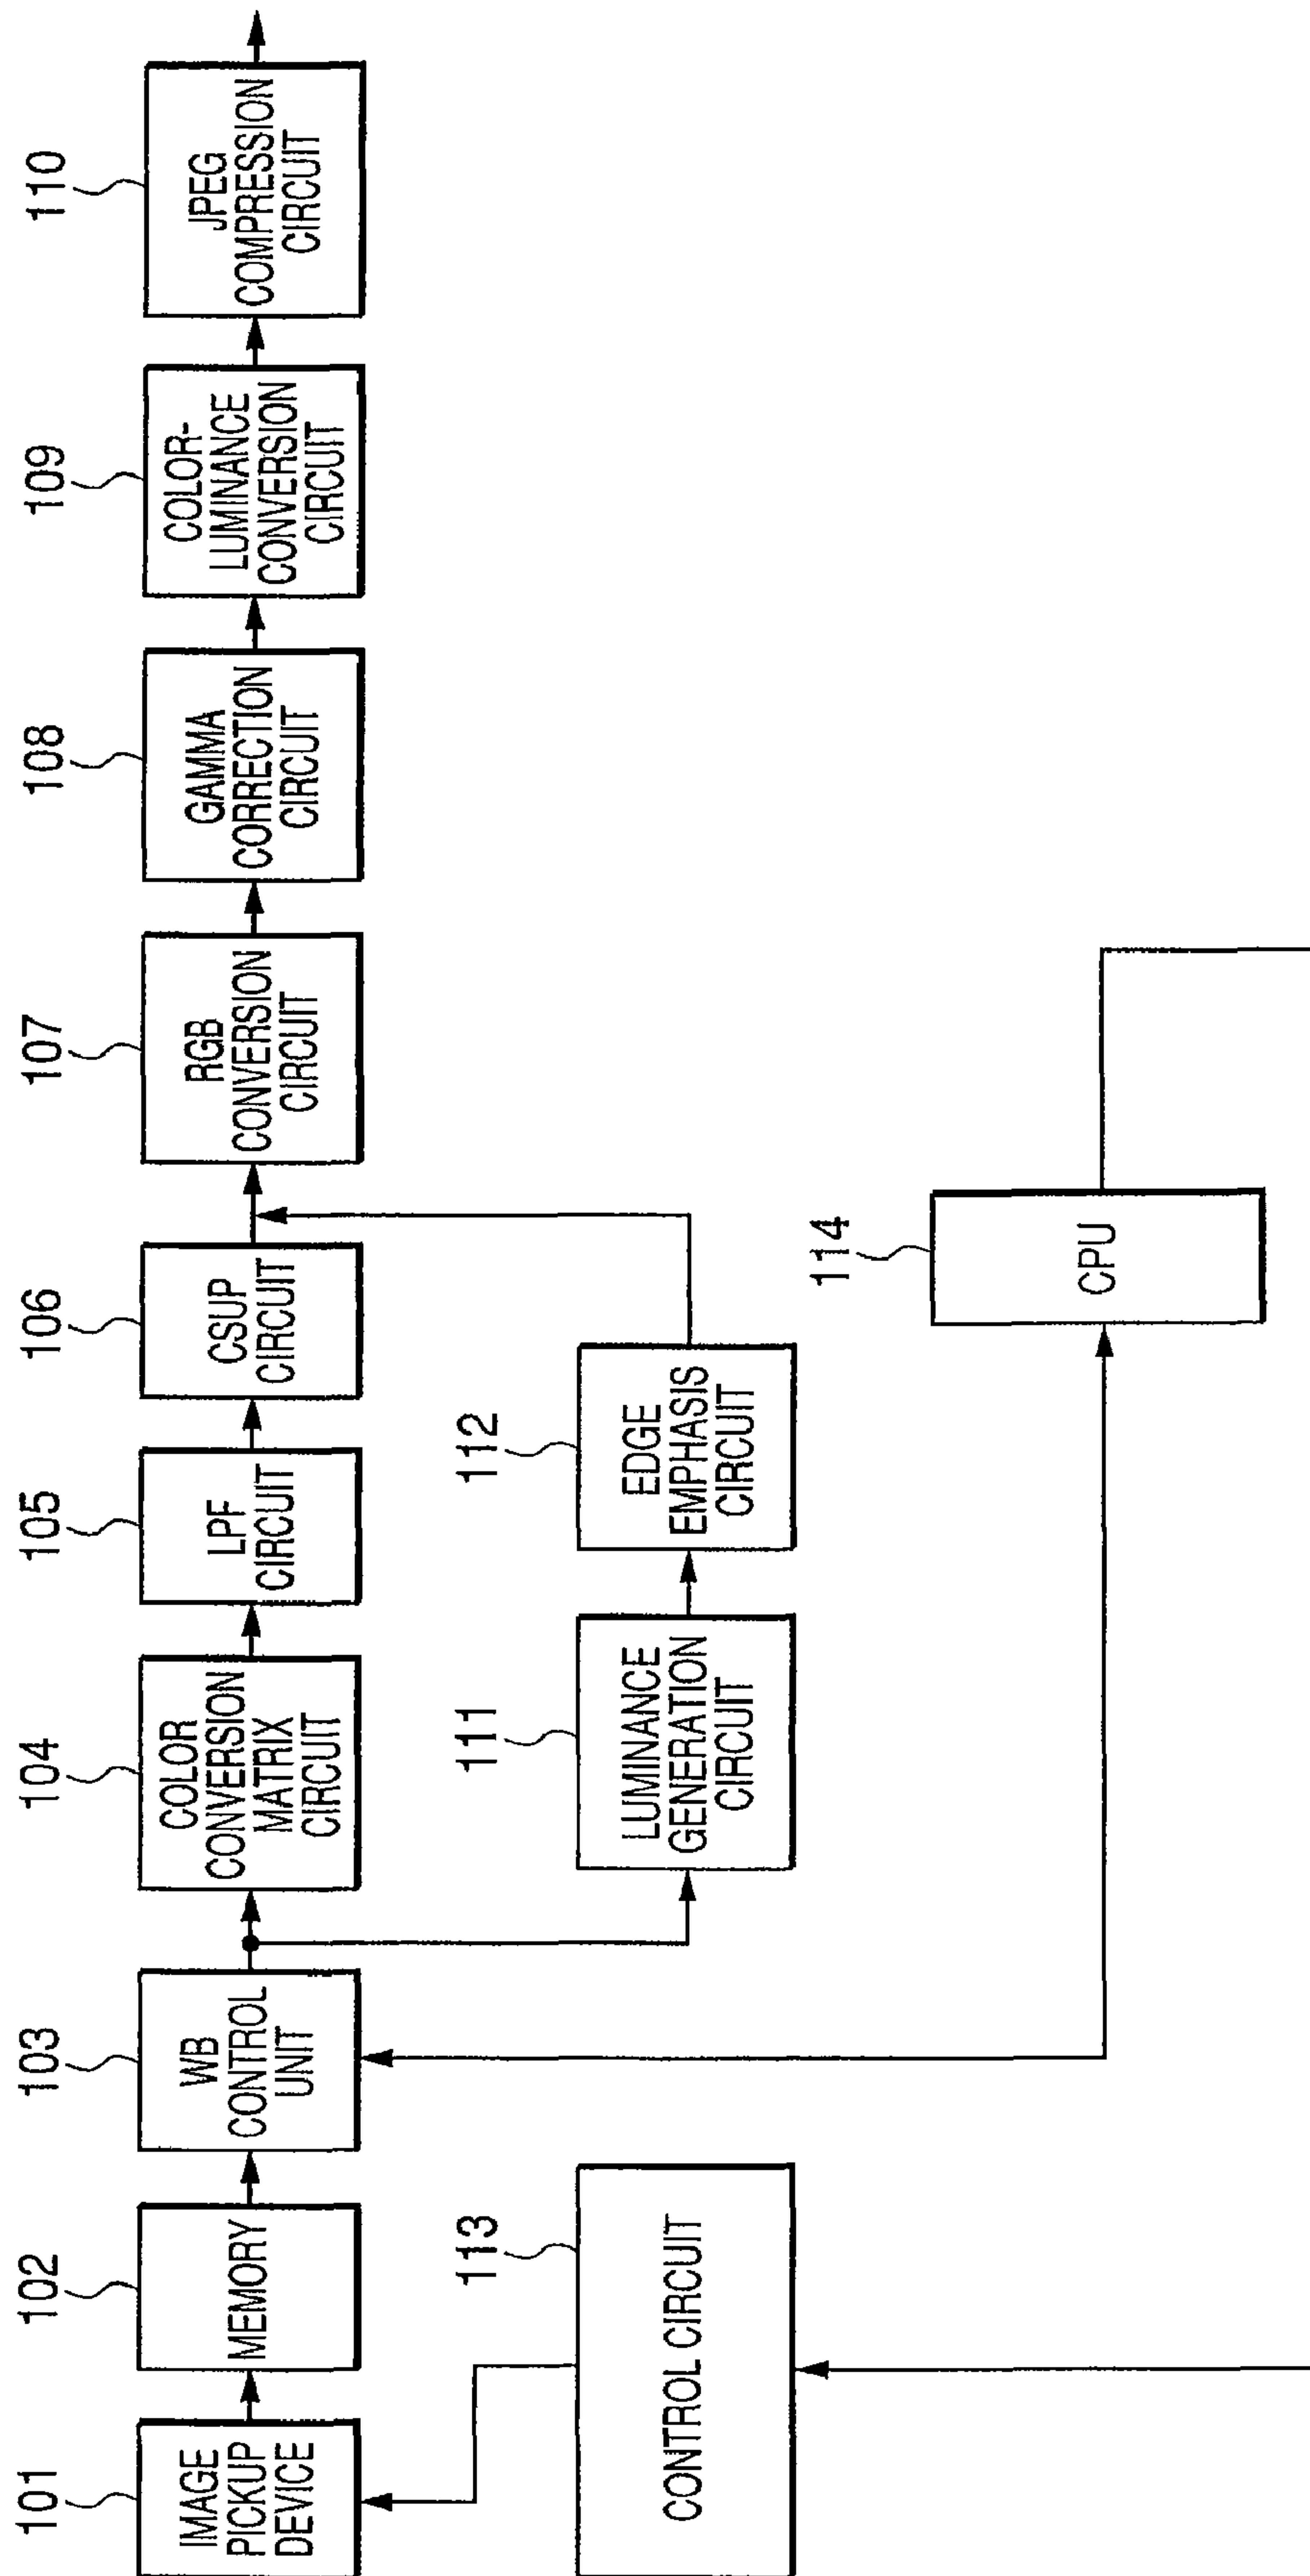 101
IMAGE
PICKUP
DEVICE
102
MEMORY
103
WB
CONTROL
UNIT
104
COLOR
CONVERSION
MATRIX
CIRCUIT
105
LPF
CIRCUIT
106
CSUP
CIRCUIT
107
RGB
CONVERSION
CIRCUIT
108
GAMMA
CORRECTION
CIRCUIT
109
COLOR-
LUMINANCE
CONVERSION
CIRCUIT
110
JPEG
COMPRESSION
CIRCUIT
113
CONTROL CIRCUIT
111
LUMINANCE
GENERATION
CIRCUIT
112
EDGE
EMPHASIS
CIRCUIT
114
CPU